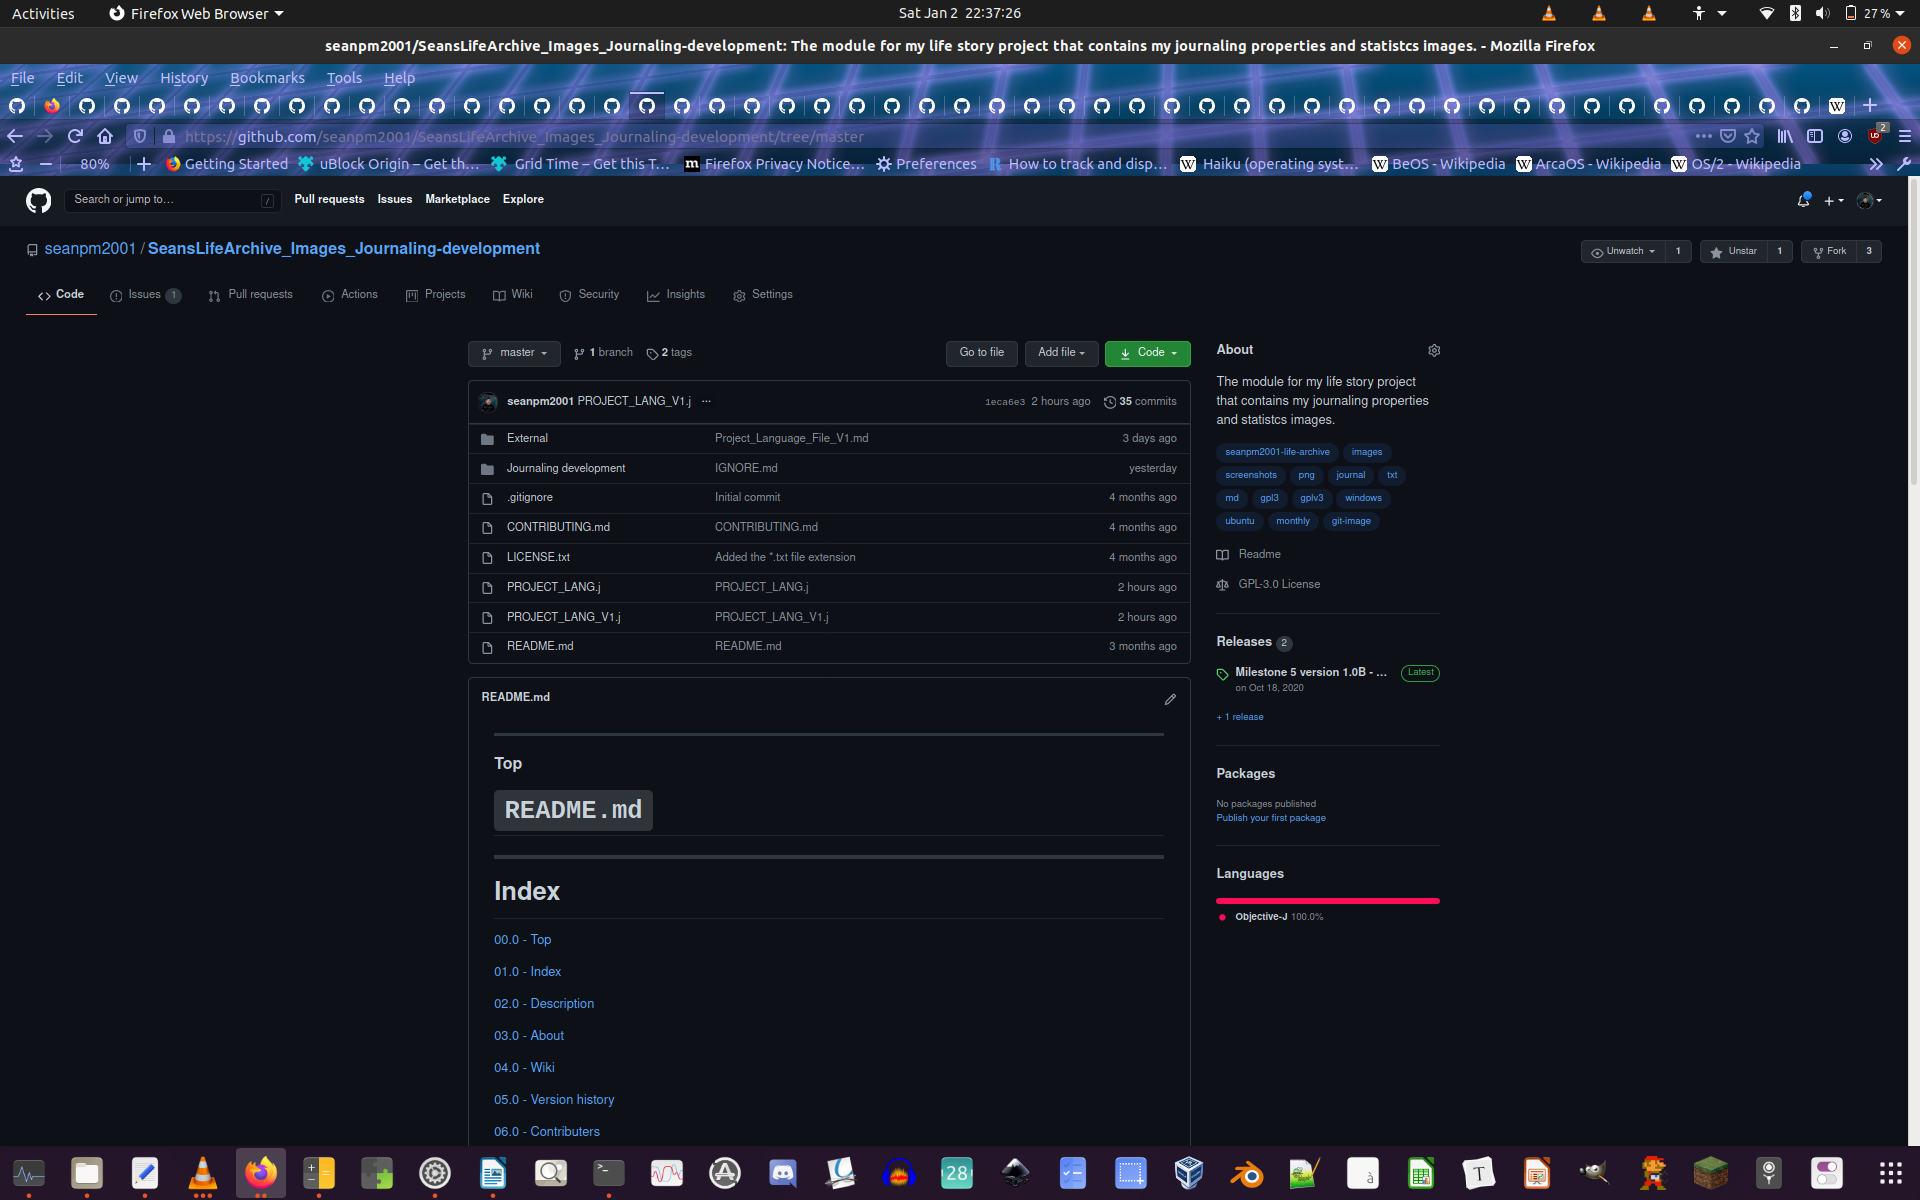 Activities Firefox Web Browser Sat Jan 2 22:37:26 27 %
seanpm2001/SeansLifeArchive_Images_Journaling-development: The module for my life story project that contains my journaling properties and statistcs images. - Mozilla Firefox
File Edit View History Bookmarks Tools Help
https://github.com/seanpm2001/SeansLifeArchive_Images_Journaling-development/tree/master 2
80% Getting Started uBlock Origin – Get th… Grid Time – Get this T… Firefox Privacy Notice… Preferences How to track and disp… Haiku (operating syst… BeOS - Wikipedia ArcaOS - Wikipedia OS/2 - Wikipedia
Search or jump to… / Pull requests Issues Marketplace Explore
seanpm2001 / SeansLifeArchive_Images_Journaling-development Unwatch 1 Unstar 1 Fork 3
Code Issues 1 Pull requests Actions Projects Wiki Security Insights Settings
master 1 branch 2 tags Go to file Add file Code
seanpm2001 PROJECT_LANG_V1.j ... 1eca6e3 2 hours ago 35 commits
External Project_Language_File_V1.md 3 days ago
Journaling development IGNORE.md yesterday
.gitignore Initial commit 4 months ago
CONTRIBUTING.md CONTRIBUTING.md 4 months ago
LICENSE.txt Added the *.txt file extension 4 months ago
PROJECT_LANG.j PROJECT_LANG.j 2 hours ago
PROJECT_LANG_V1.j PROJECT_LANG_V1.j 2 hours ago
README.md README.md 3 months ago
README.md
Top
README.md
Index
00.0 - Top
01.0 - Index
02.0 - Description
03.0 - About
04.0 - Wiki
05.0 - Version history
06.0 - Contributers
About
The module for my life story project
that contains my journaling properties
and statistcs images.
seanpm2001-life-archive images
screenshots png journal txt
md gpl3 gplv3 windows
ubuntu monthly git-image
Readme
GPL-3.0 License
Releases 2
Milestone 5 version 1.0B - ... Latest
on Oct 18, 2020
+ 1 release
Packages
No packages published
Publish your first package
Languages
Objective-J 100.0%
28